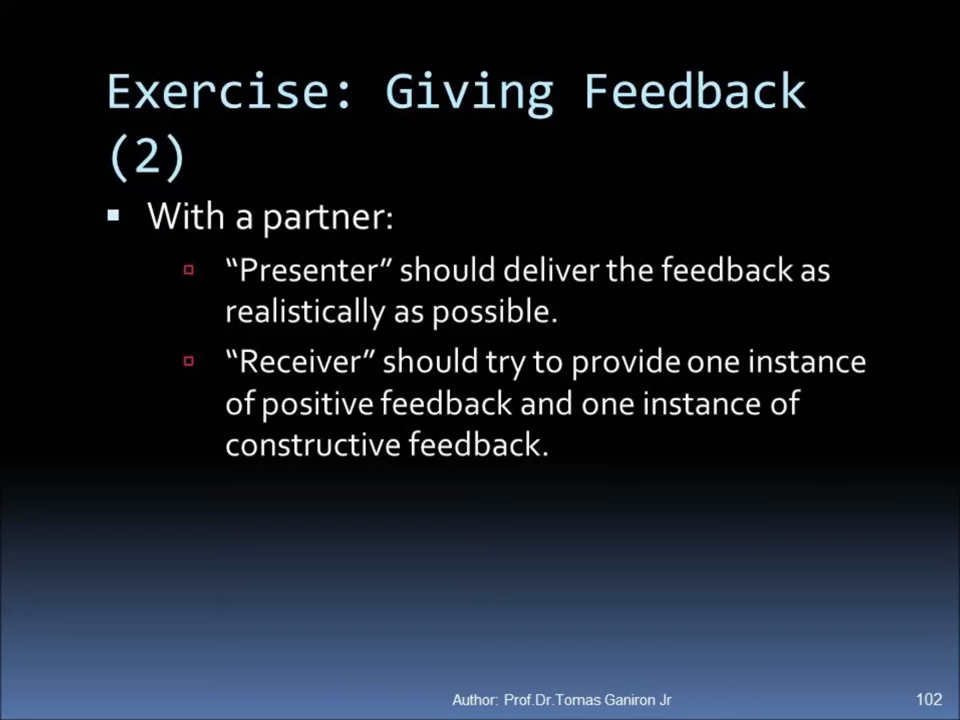 Exercise: Giving Feedback
(2)
With a partner:
“Presenter” should deliver the feedback as
realistically as possible.
“Receiver” should try to provide one instance
of positive feedback and one instance of
constructive feedback.
Author: Prof.Dr.Tomas Ganiron Jr
102